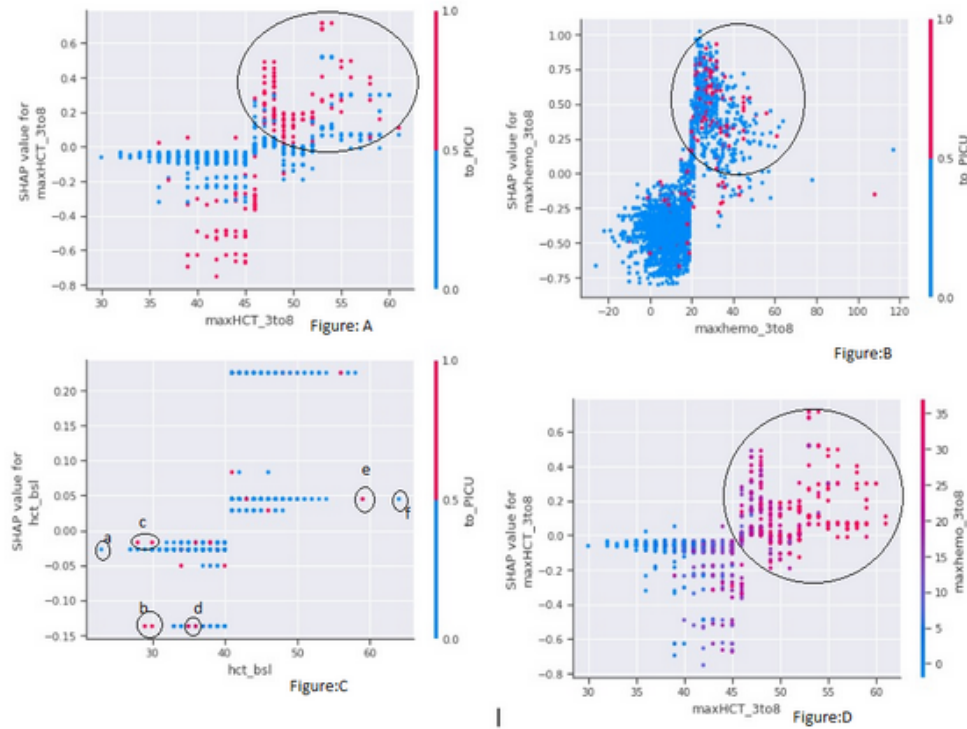 1.0
0.6
0.4
0.2
0.0
−0.2
−0.4
−0.6
−0.8
SHAP value for
maxHCT_3to8
30 35 40 45 50 55 60
maxHCT_3to8
to_PICU
0.5
0.0
Figure: A
1.0
1.00
0.75
0.50
0.25
0.00
−0.25
−0.50
−0.75
SHAP value for
maxhemo_3to8
−20 0 20 40 60 80 100 120
maxhemo_3to8
to_PICU
0.5
0.0
Figure:B
1.0
0.20
0.15
0.10
0.05
0.00
−0.05
−0.10
−0.15
SHAP value for
hct_bsl
a
b
c
d
e
f
30 40 50 60
hct_bsl
to_PICU
0.5
0.0
Figure:C
0.6
0.4
0.2
0.0
−0.2
−0.4
−0.6
−0.8
SHAP value for
maxHCT_3to8
30 35 40 45 50 55 60
maxHCT_3to8
35
30
25
20
15
10
5
0
maxhemo_3to8
Figure:D